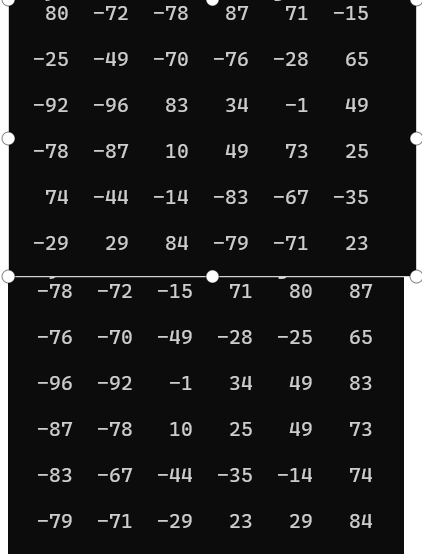 80 -72 -78 87 71 -15
-25 -49 -70 -76 -28 65
-92 -96 83 34 -1 49
-78 -87 10 49 73 25
74 -44 -14 -83 -67 -35
-29 29 84 -79 -71 23
-78 -72 -15 71 80 87
-76 -70 -49 -28 -25 65
-96 -92 -1 34 49 83
-87 -78 10 25 49 73
-83 -67 -44 -35 -14 74
-79 -71 -29 23 29 84